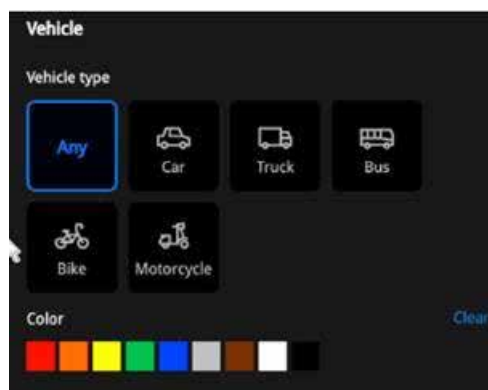 Vehicle
Vehicle type
Any
Car
Truck
Bus
Bike
Motorcycle
Color
Clear